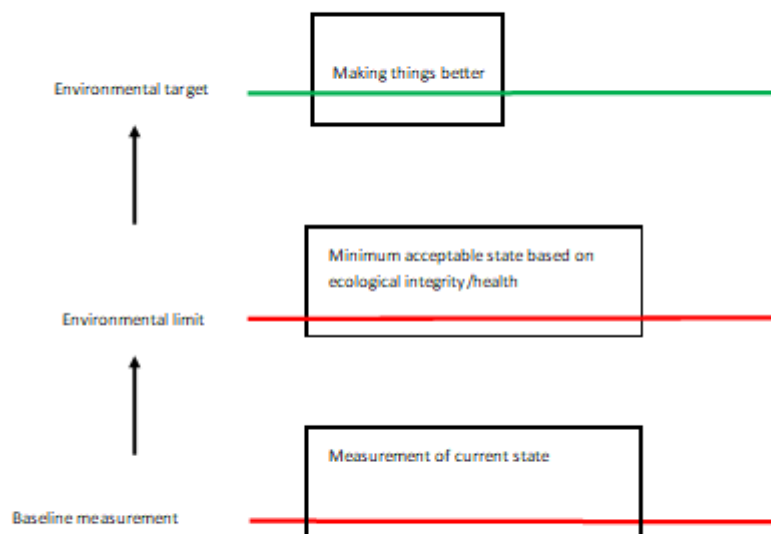 Making things better
Environmental target
Minimum acceptable state based on
ecological integrity/health
Environmental limit
Measurement of current state
Baseline measurement